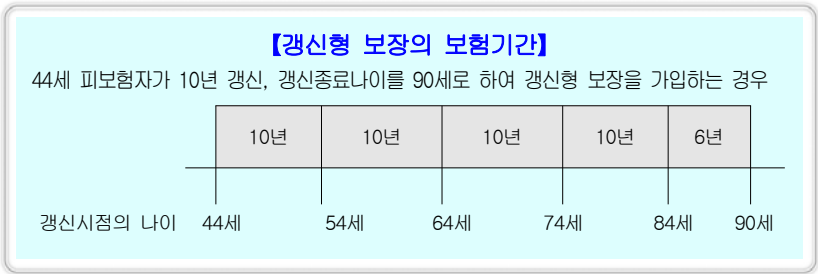 【갱신형 보장의 보험기간】
44세 피보험자가 10년 갱신, 갱신종료나이를 90세로 하여 갱신형 보장을 가입하는 경우
10년 10년 10년 10년 6년
갱신시점의 나이 44세 54세 64세 74세 84세 90세